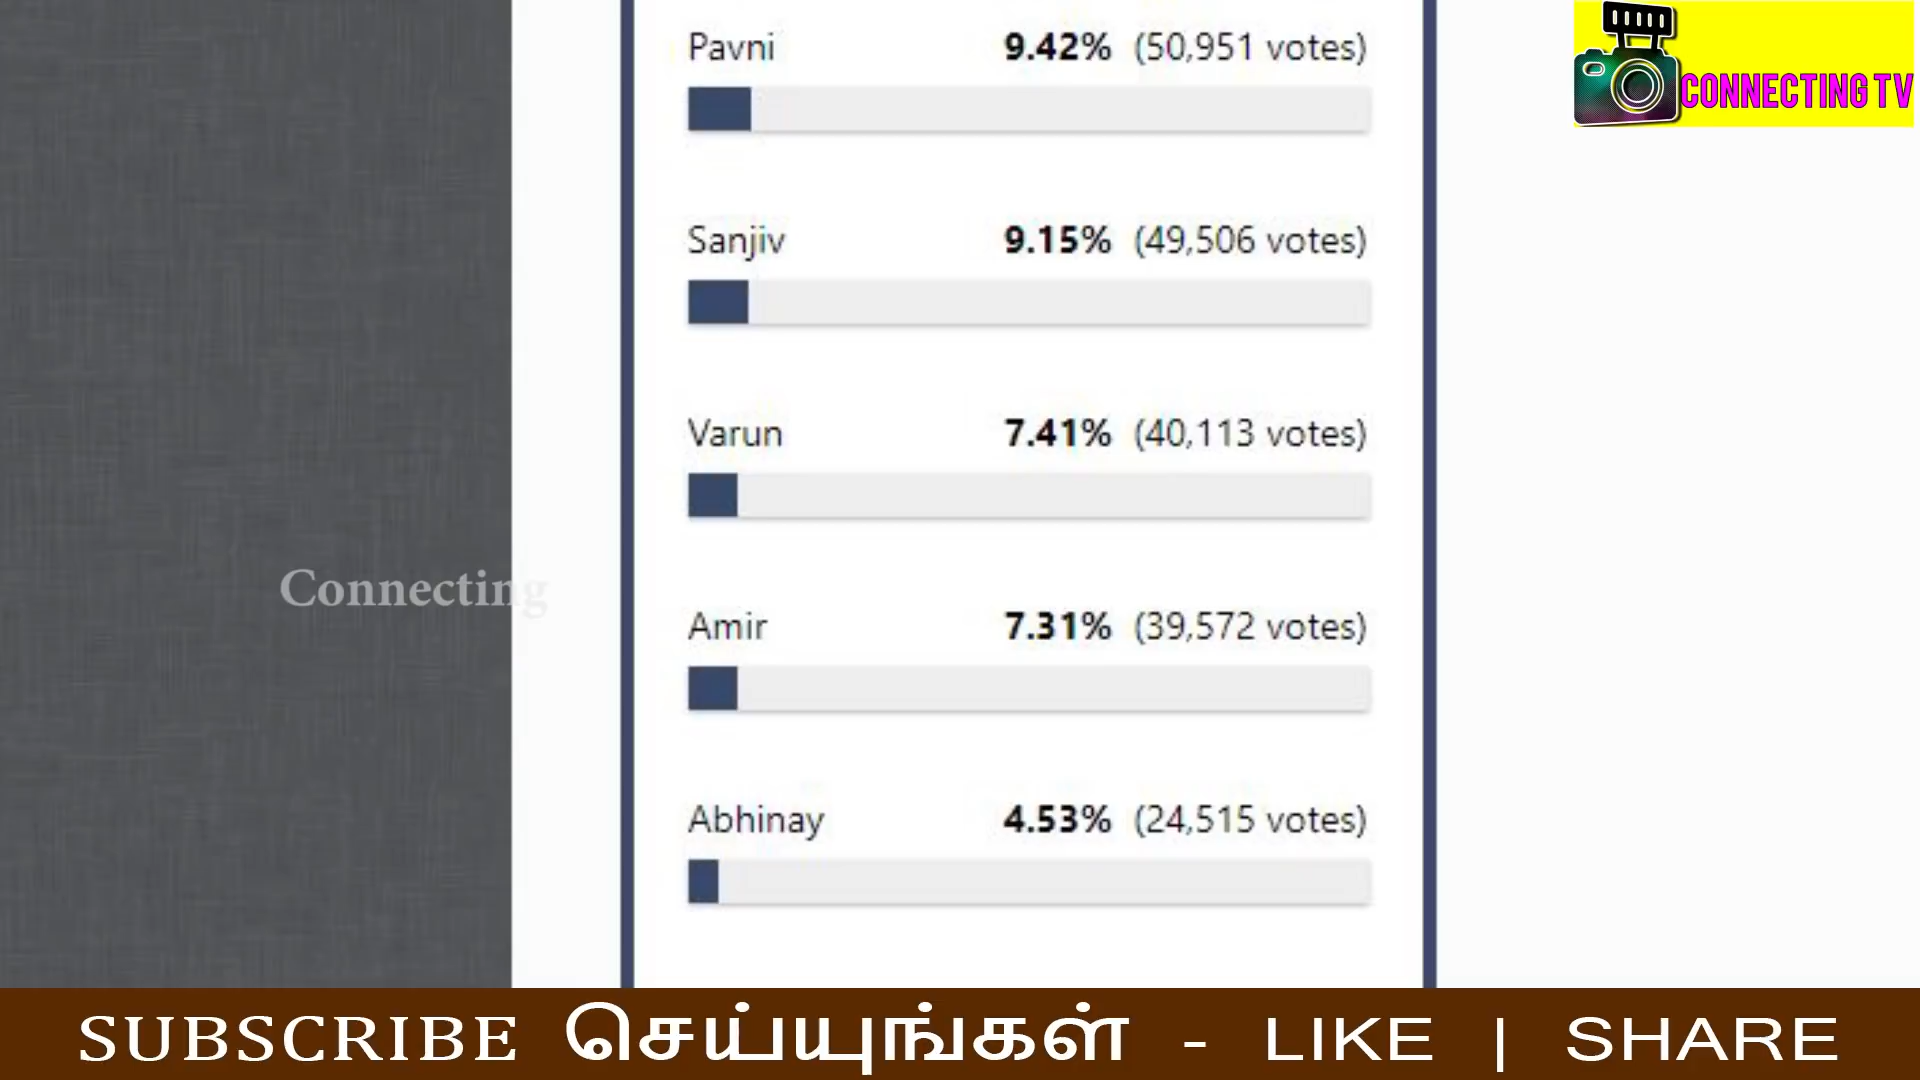 Pavni 9.42% (50,951 votes)
CONNECTING TV
Sanjiv 9.15% (49,506 votes)
Varun 7.41% (40,113 votes)
Connecting
Amir 7.31% (39,572 votes)
Abhinay 4.53% (24,515 votes)
SUBSCRIBE செய்யுங்கள் - LIKE | SHARE